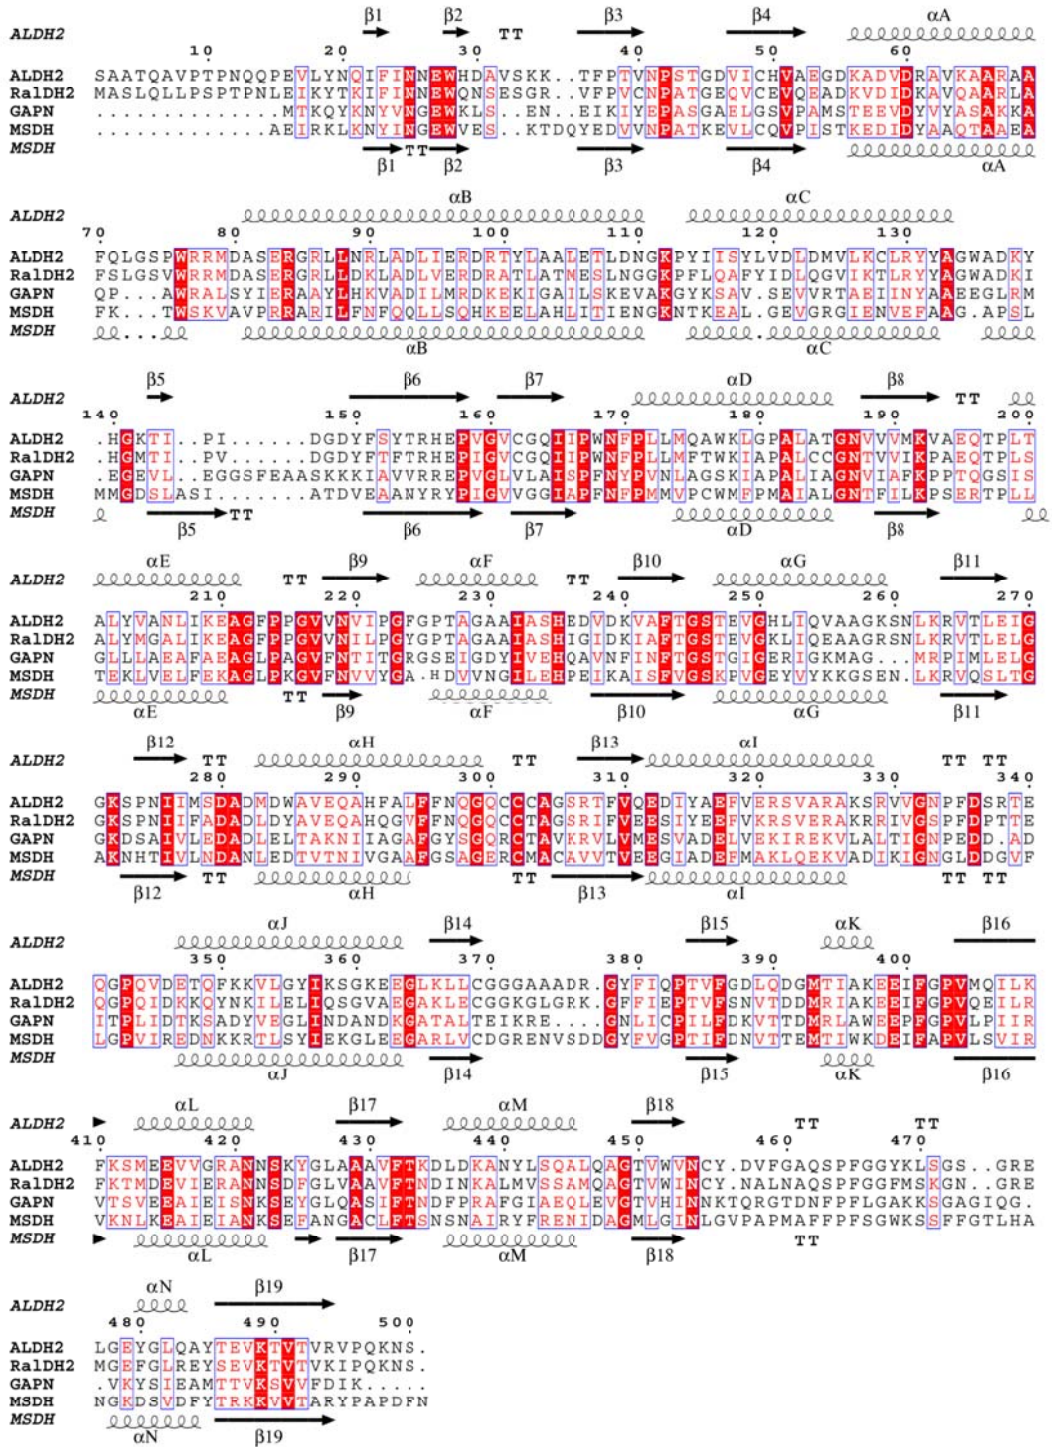 β1 β2 β3 β4 αA
ALDH2 TT
10 20 30 40 50 60
ALDH2 SAATQAVPTPNQQPEVLYNQIFINNEWHDAVSKK..TFPTVNPSTGDVICHVAEGDKADVDRAVKAARAA
RalDH2 MASLQLLPSPTPNLEIKYTKIFINNEWQNSESGR..VFPVCNPATGEQVCEVQEADKVDIDKAVQAARLA
GAPN ..............MTKQYKNYVNGEWKLS..EN..EIKIYEPASGAELGSVPAMSTEEVDYVYASAKKA
MSDH .............AEIRKLKNYINGEWVES..KTDQYEDVVNPATKEVLCQVPISTKEDIDYAAQTAAEA
MSDH TT
β1 β2 β3 β4 αA
αB αC
ALDH2
70 80 90 100 110 120 130
ALDH2 FQLGSPWRRMDASERGRLLNRLADLIERDRTYLAALETLDNGKPYIISYLVDLDMVLKCLRYYAGWADKY
RalDH2 FSLGSVWRRMDASERGRLLDKLADLVERDRATLATMESLNGGKPFLQAFYIDLQGVIKTLRYYAGWADKI
GAPN QP...AWRALSYIERAAYLHKVADILMRDKEKIGAILSKEVAKGYKSAV.SEVVRTAEIINYAAEEGLRM
MSDH FK...TWSKVAVPRRARILFNFQQLLSQHKEELAHLITIENGKNTKEAL.GEVGRGIENVEFAAG.APSL
MSDH
αB αC
β5 β6 β7 αD β8
ALDH2 TT
140 150 160 170 180 190 200
ALDH2 .HGKTI..PI.......DGDYFSYTRHEPVGVCGQIIPWNFPLLMQAWKLGPALATGNVVVMKVAEQTPLT
RalDH2 .HGMTI..PV.......DGDYFTFTRHEPIGVCGQIIPWNFPLLMFTWKIAPALCCGNTVVIKPAEQTPLS
GAPN .EGEVL..EGGSFEAASKKKIAVVRREPVGLVLAISPFNYPVNLAGSKIAPALIAGNVIAFKPPTQGSIS
MSDH MMGDSLASI.......ATDVEAANYRYPIGVVGGIAPFNFPMMVPCWMFPMAIALGNTFILKPSERTPLL
MSDH TT
β5 β6 β7 αD β8
αE β9 αF β10 αG β11
ALDH2 TT TT
210 220 230 240 250 260 270
ALDH2 ALYVANLIKEAGFPPGVVNVIPGFGPTAGAAIASHEDVDKVAFTGSTEVGHLIQVAAGKSNLKRVTLEIG
RalDH2 ALYMGALIKEAGFPPGVVNILPGYGPTAGAAIASHIGIDKIAFTGSTEVGKLIQEAAGRSNLKRVTLELG
GAPN GLLLAEAFAEAGLPAGVFNTITGRGSEIGDYIVEHQAVNFINFTGSTGIGERIGKMAG...MRPIMLELG
MSDH TEKLVELFEKAGLPKGVFNVVYGA.HDVVNGILEHPEIKAISFVGSKPVGEYVYKKGSEN.LKRVQSLTG
MSDH TT
αE β9 αF β10 αG β11
β12 αH β13 αI
ALDH2 TT TT TT TT
280 290 300 310 320 330 340
ALDH2 GKSPNIIMSDADMDWAVEQAHFALFFNQGQCCCAGSRTFVQEDIYAEFVERSVARAKSRVVGNPFDSRTE
RalDH2 GKSPNIIFADADLDYAVEQAHQGVFFNQGQCCTAGSRIFVEESIYEEFVKRSVERAKRRIVGSPFDPTTE
GAPN GKDSAIVLEDADLELTAKNIIAGAFGYSGQRCTAVKRVLVMESVADELVEKIREKVLALTIGNPEDD.AD
MSDH AKNHTIVLNDANLEDTVTNIVGAAFGSAGERCMACAVVTVEEGIADEFMAKLQEKVADIKIGNGLDDGVF
MSDH TT TT TT TT
β12 αH β13 αI
αJ β14 β15 αK β16
ALDH2
350 360 370 380 390 400
ALDH2 QGPQVDETQFKKVLGYIKSGKEEGLKLLCGGGAAADR.GYFIQPTVFGDLQDGMTIAKEEIFGPVMQILK
RalDH2 QGPQIDKKQYNKILELIQSGVAEGAKLECGGKGLGRK.GFFIEPTVFSNVTDDMRIAKEEIFGPVQEILR
GAPN ITPLIDTKSADYVEGLINDANDKGATALTEIKRE....GNLICPILFDKVTTDMRLAWEEPFGPVLPIIR
MSDH LGPVIREDNKKRTLSYIEKGLEEGARLVCDGRENVSDDGYFVGPTIFDNVTTEMTIWKDEIFAPVLSVIR
MSDH
αJ β14 β15 αK β16
αL β17 αM β18
ALDH2 TT TT
410 420 430 440 450 460 470
ALDH2 FKSMEEVVGRANNSKYGLAAAVFTKDLDKANYLSQALQAGTVWVNCY.DVFGAQSPFGGYKLSGS..GRE
RalDH2 FKTMDEVIERANNSDFGLVAAVFTNDINKALMVSSAMQAGTVWINCY.NALNAQSPFGGFKMSKGN..GRE
GAPN VTSVEEAIEISNKSEYGLQASIFTNDFPRAFGIAEQLEVGTVHINNKTQRGTDNFPFLGAKKSGAGIQG.
MSDH VKNLKEAIEIANKSEFANGACLFTSNSNAIRYFRENIDAGMLGINLGVPAPMAFFPFSGWKSSFFGTLHA
MSDH TT
αL β17 αM β18
αN β19
ALDH2
480 490 500
ALDH2 LGEYGLQAYTEVKTVTVRVPQKNS.
RalDH2 MGEFGLREYSEVKTVTVKIPQKNS.
GAPN .VKYSIEAMTTVKSVVFDIK.....
MSDH NGKDSVDFYTRKKVVTARYPAPDFN
MSDH
αN β19